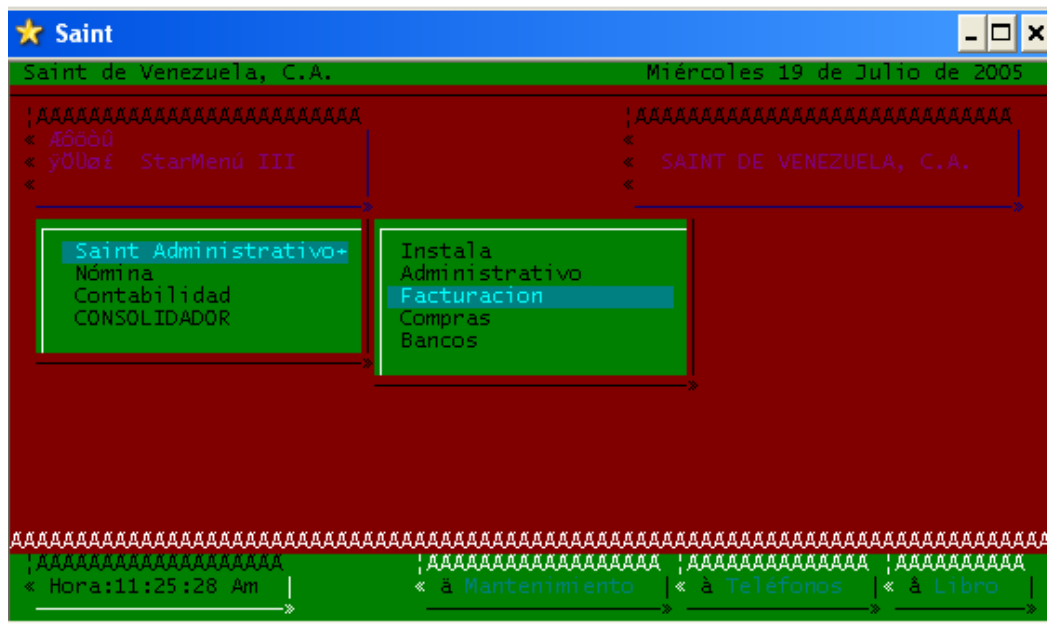 Saint
Saint de Venezuela, C.A. Miércoles 19 de Julio de 2005
StarMenú III SAINT DE VENEZUELA, C.A.
Saint Administrativo+
Nómina
Contabilidad
CONSOLIDADOR
Instala
Administrativo
Facturacion
Compras
Bancos
Hora:11:25:28 Am
ä Mantenimiento
à Teléfonos
å Libro